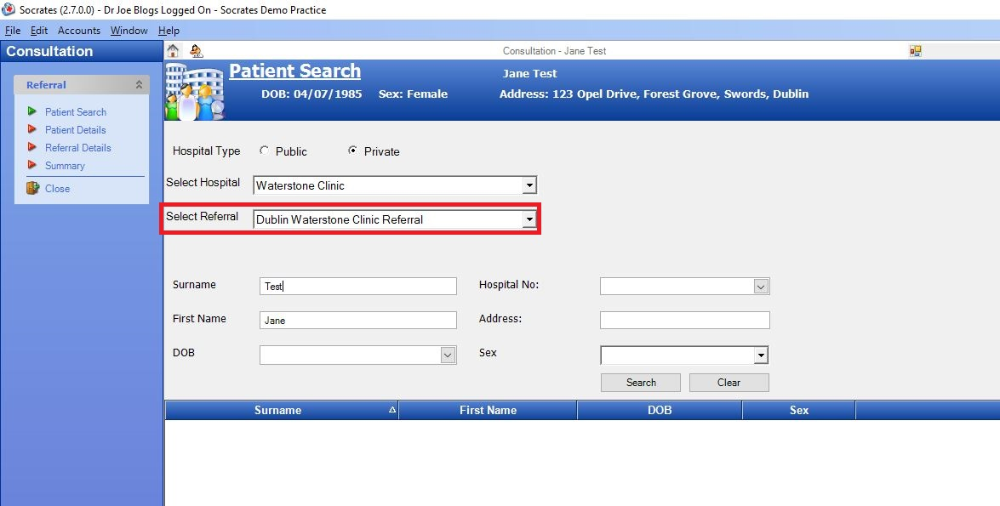 Socrates (2.7.0.0) - Dr Joe Blogs Logged On - Socrates Demo Practice
File Edit Accounts Window Help
Consultation
Consultation - Jane Test
Referral
Patient Search
Patient Details
Referral Details
Summary
Close
Patient Search
Jane Test
DOB: 04/07/1985 Sex: Female Address: 123 Opel Drive, Forest Grove, Swords, Dublin
Hospital Type Public Private
Select Hospital Waterstone Clinic
Select Referral Dublin Waterstone Clinic Referral
Surname Test Hospital No:
First Name Jane Address:
DOB Sex
Search Clear
Surname First Name DOB Sex